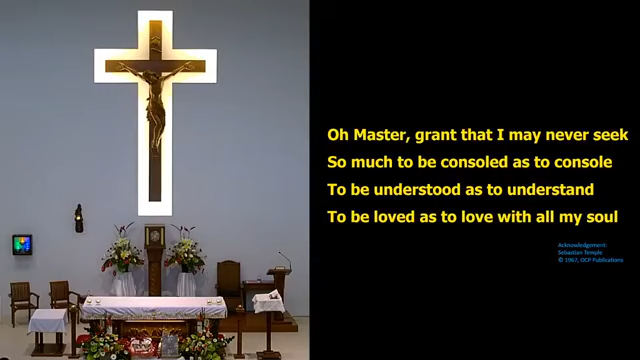 Oh Master, grant that I may never seek
So much to be consoled as to console
To be understood as to understand
To be loved as to love with all my soul
Acknowledgement:
Sebastian Temple
© 1967, OCP Publications